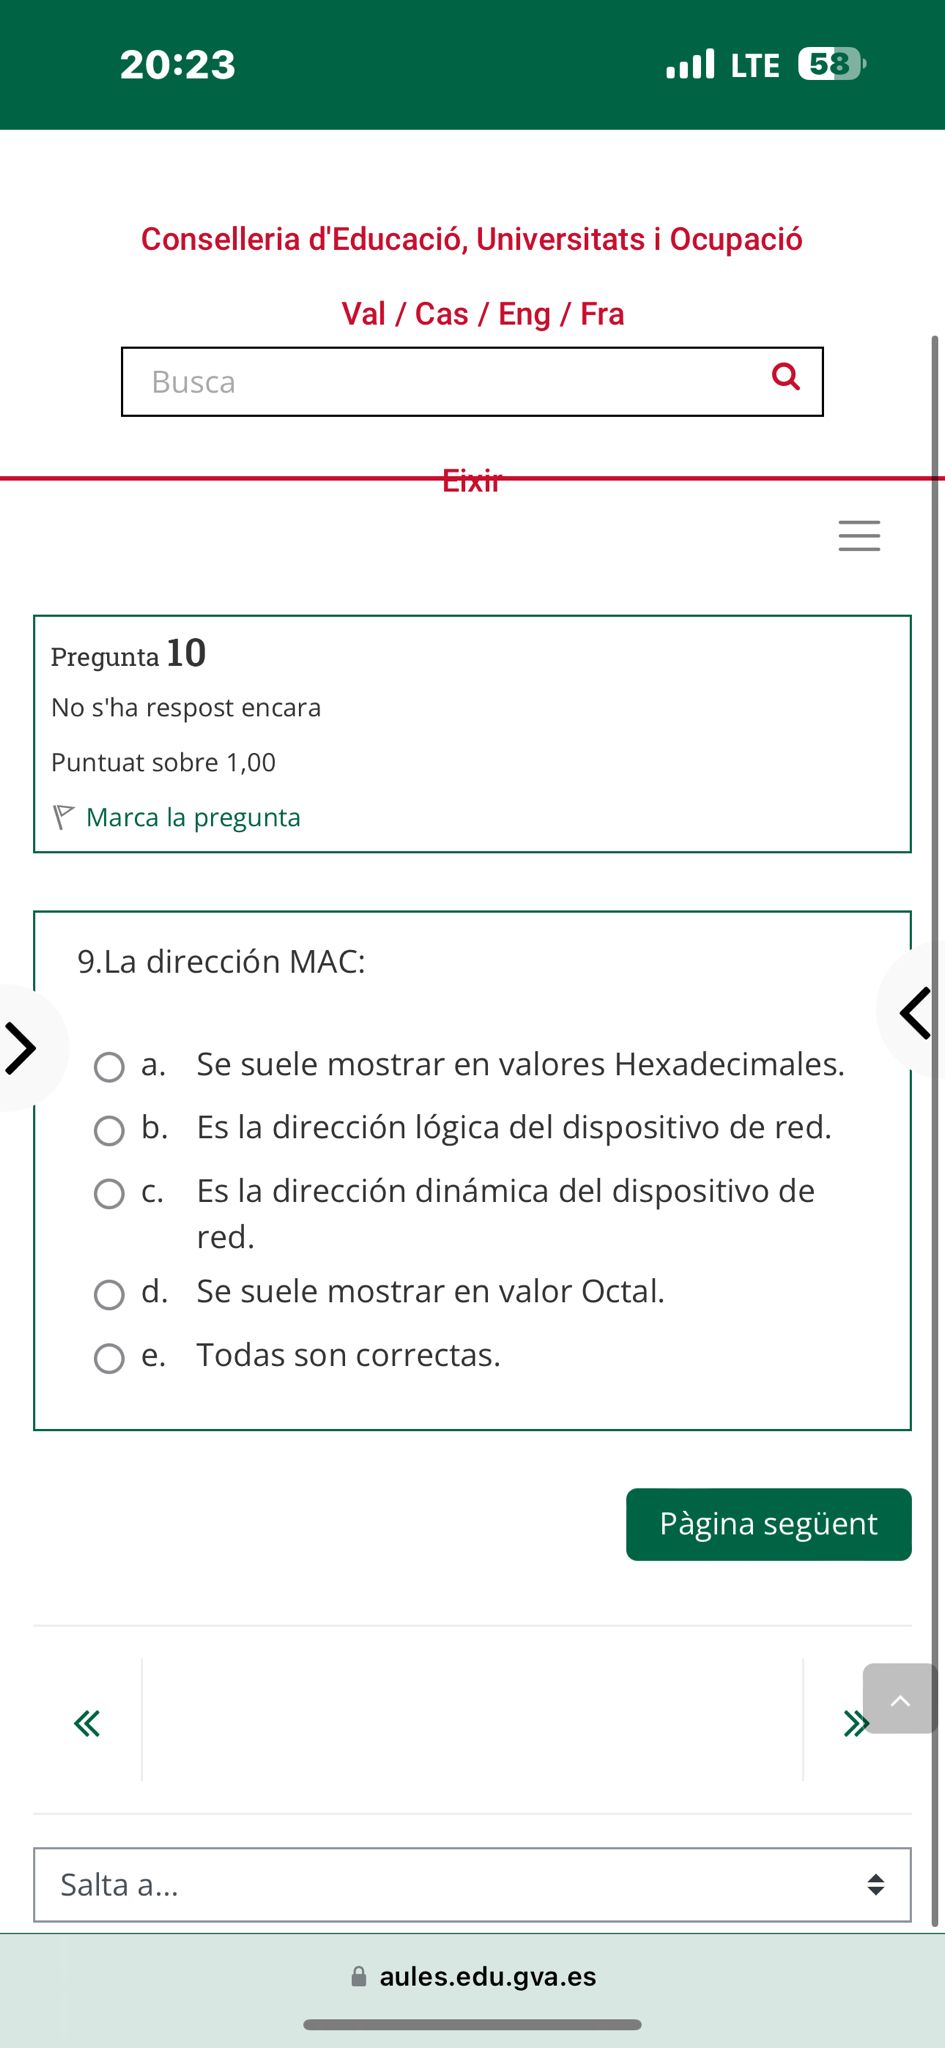 20:23
LTE 58
Conselleria d'Educació, Universitats i Ocupació
Val / Cas / Eng / Fra
Busca
Eixir
Pregunta 10
No s'ha respost encara
Puntuat sobre 1,00
Marca la pregunta
9.La dirección MAC:
a. Se suele mostrar en valores Hexadecimales.
b. Es la dirección lógica del dispositivo de red.
c. Es la dirección dinámica del dispositivo de
red.
d. Se suele mostrar en valor Octal.
e. Todas son correctas.
Pàgina següent
Salta a...
aules.edu.gva.es